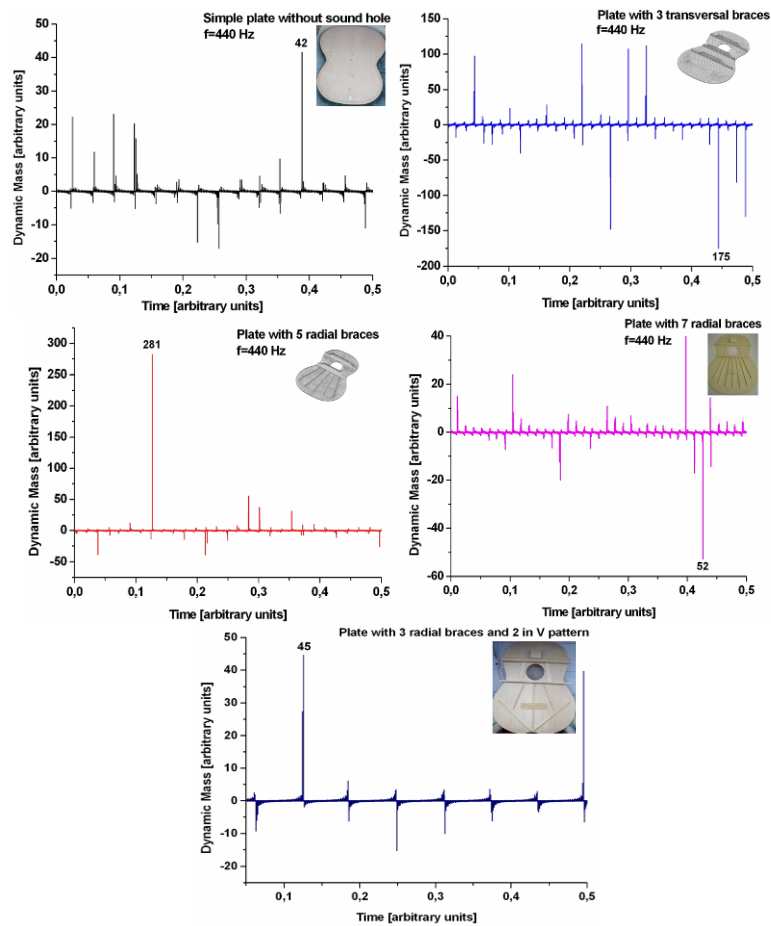 Simple plate without sound hole
f=440 Hz
42
50
40
30
20
10
0
-10
-20
Dynamic Mass [arbitrary units]
0,0 0,1 0,2 0,3 0,4 0,5
Time [arbitrary units]
Plate with 3 transversal braces
f=440 Hz
150
100
50
0
-50
-100
-150
-200
Dynamic Mass [arbitrary units]
175
0,0 0,1 0,2 0,3 0,4 0,5
Time [arbitrary units]
Plate with 5 radial braces
f=440 Hz
281
300
250
200
150
100
50
0
-50
Dynamic Mass [arbitrary units]
0,0 0,1 0,2 0,3 0,4 0,5
Time [arbitrary units]
Plate with 7 radial braces
f=440 Hz
40
20
0
-20
-40
-60
Dynamic Mass [arbitrary units]
52
0,0 0,1 0,2 0,3 0,4 0,5
Time [arbitrary units]
Plate with 3 radial braces and 2 in V pattern
45
50
40
30
20
10
0
-10
-20
Dynamic Mass [arbitrary units]
0,1 0,2 0,3 0,4 0,5
Time [arbitrary units]